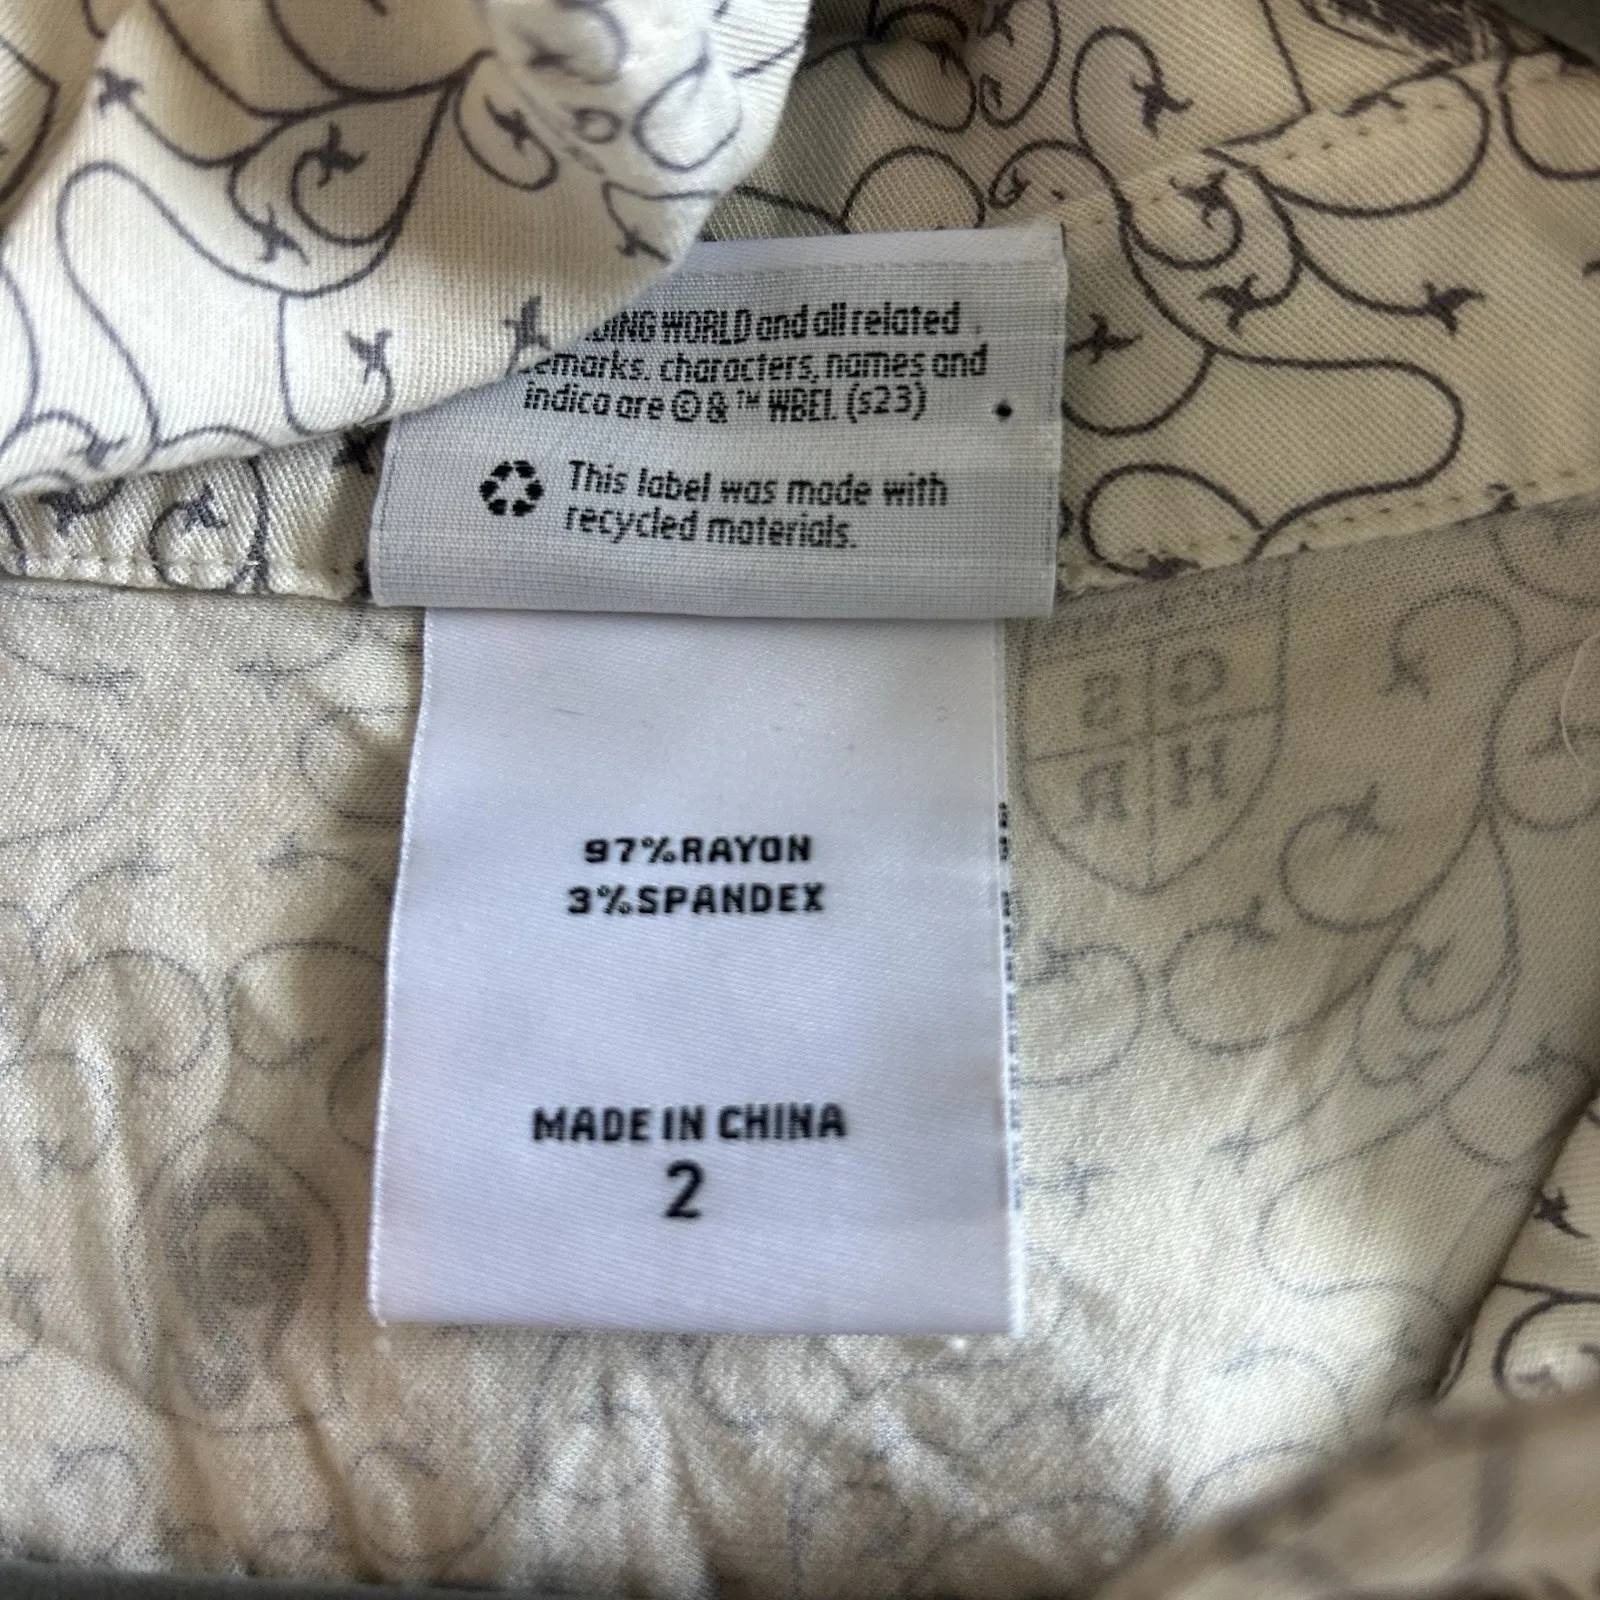 WORLD and all related
characters, names and
indica are © & ™ WBEI. (s23)
This label was made with
recycled materials.
97%RAYON
3%SPANDEX
MADE IN CHINA
2
G S
H R